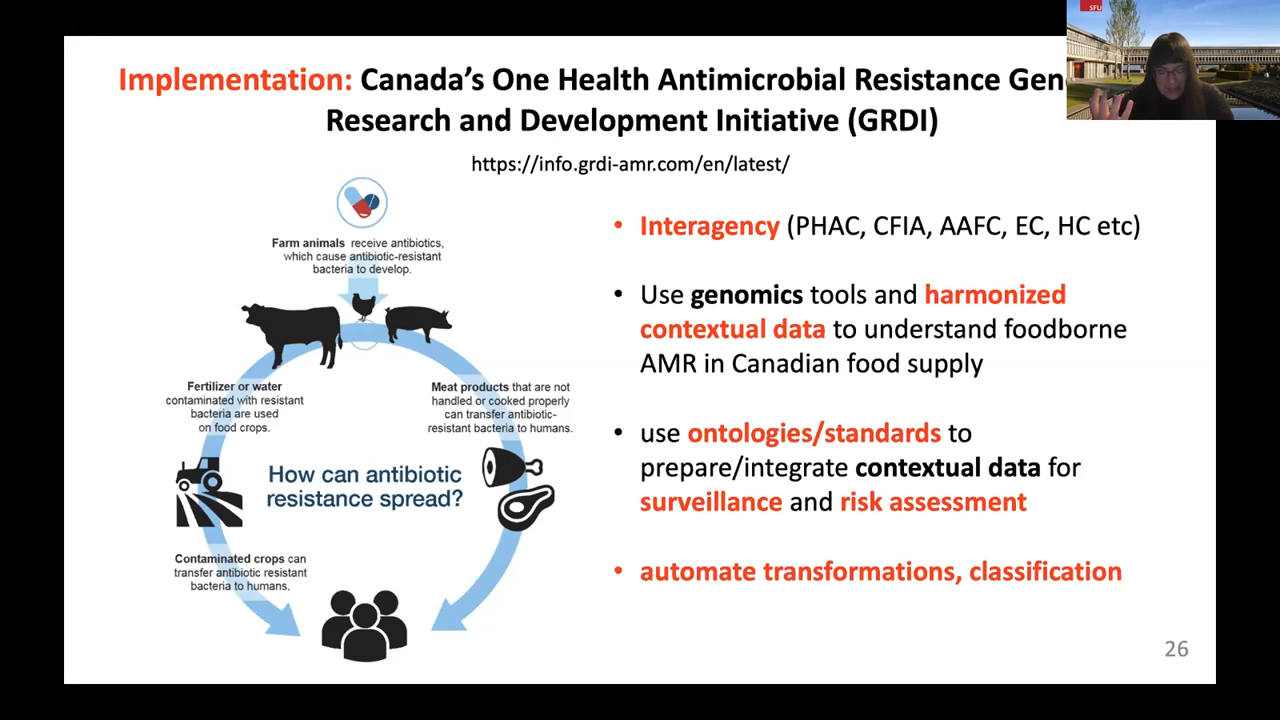 SFU
Implementation: Canada's One Health Antimicrobial Resistance Gen
Research and Development Initiative (GRDI)
https://info.grdi-amr.com/en/latest/
Farm animals receive antibiotics,
which cause antibiotic-resistant
bacteria to develop.
Fertilizer or water
contaminated with resistant
bacteria are used
on food crops.
Meat products that are not
handled or cooked properly
can transfer antibiotic-
resistant bacteria to humans.
How can antibiotic
resistance spread?
Contaminated crops can
transfer antibiotic resistant
bacteria to humans.
• Interagency (PHAC, CFIA, AAFC, EC, HC etc)
• Use genomics tools and harmonized
contextual data to understand foodborne
AMR in Canadian food supply
• use ontologies/standards to
prepare/integrate contextual data for
surveillance and risk assessment
• automate transformations, classification
26